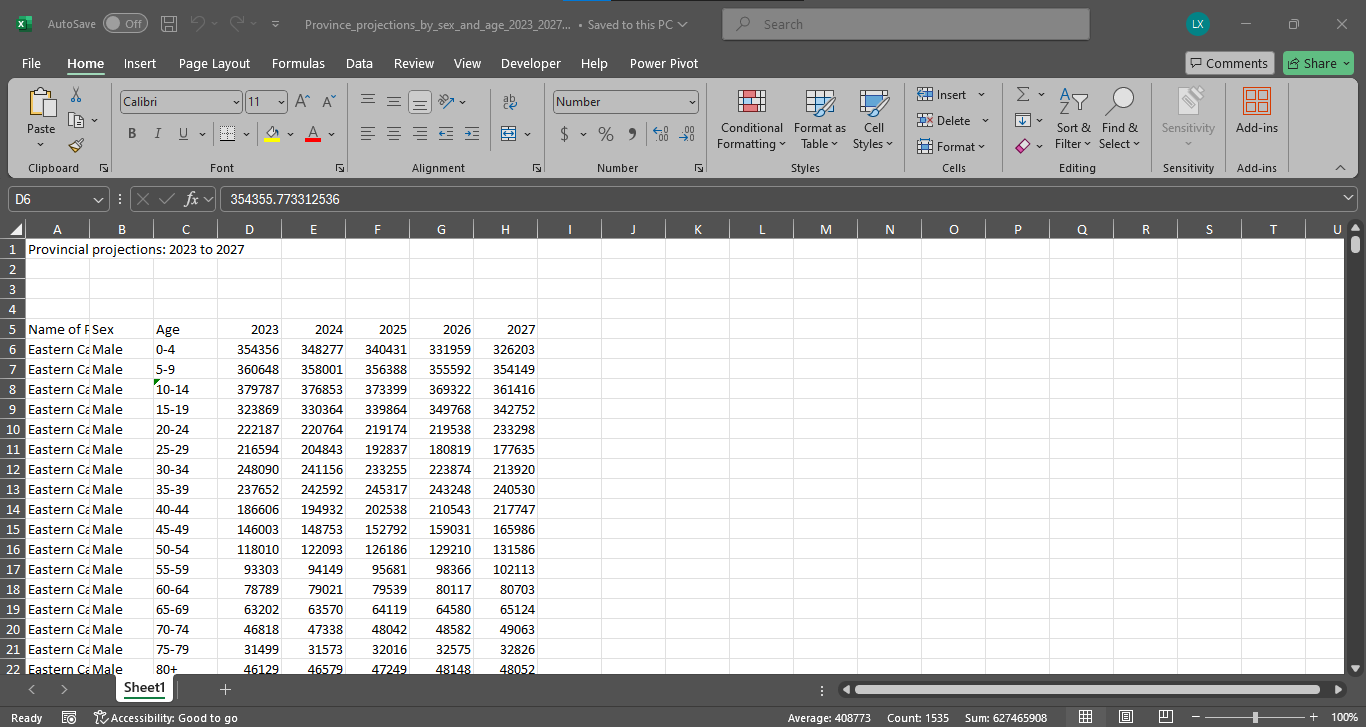 AutoSave Off Province_projections_by_sex_and_age_2023_2027... • Saved to this PC Search LX
File Home Insert Page Layout Formulas Data Review View Developer Help Power Pivot Comments Share
Paste Calibri 11 B I U A A A ab Number $ % Conditional Formatting Format as Table Cell Styles Insert Delete Format Sort & Filter Find & Select Sensitivity Add-ins
Clipboard Font Alignment Number Styles Cells Editing Sensitivity Add-ins
D6 fx 354355.773312536
A B C D E F G H I J K L M N O P Q R S T U
1 Provincial projections: 2023 to 2027
2
3
4
5 Name of P Sex Age 2023 2024 2025 2026 2027
6 Eastern Ca Male 0-4 354356 348277 340431 331959 326203
7 Eastern Ca Male 5-9 360648 358001 356388 355592 354149
8 Eastern Ca Male 10-14 379787 376853 373399 369322 361416
9 Eastern Ca Male 15-19 323869 330364 339864 349768 342752
10 Eastern Ca Male 20-24 222187 220764 219174 219538 233298
11 Eastern Ca Male 25-29 216594 204843 192837 180819 177635
12 Eastern Ca Male 30-34 248090 241156 233255 223874 213920
13 Eastern Ca Male 35-39 237652 242592 245317 243248 240530
14 Eastern Ca Male 40-44 186606 194932 202538 210543 217747
15 Eastern Ca Male 45-49 146003 148753 152792 159031 165986
16 Eastern Ca Male 50-54 118010 122093 126186 129210 131586
17 Eastern Ca Male 55-59 93303 94149 95681 98366 102113
18 Eastern Ca Male 60-64 78789 79021 79539 80117 80703
19 Eastern Ca Male 65-69 63202 63570 64119 64580 65124
20 Eastern Ca Male 70-74 46818 47338 48042 48582 49063
21 Eastern Ca Male 75-79 31499 31573 32016 32575 32826
22 Eastern Ca Male 80+ 46129 46579 47249 48148 48052
Sheet1
Ready Accessibility: Good to go Average: 408773 Count: 1535 Sum: 627465908 100%